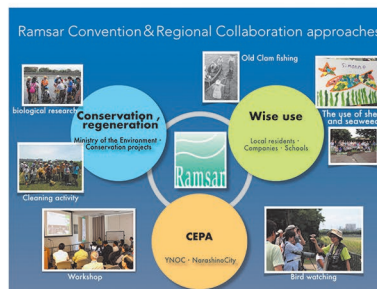 Ramsar Convention & Regional Collaboration approaches
Old Clam fishing
biological research
Conservation,
regeneration
Ministry of the Environment ·
Conservation projects
Wise use
Local residents ·
Companies · Schools
The use of
and seaweed
Ramsar
Cleaning activity
CEPA
YNOC · NarashinoCity
Workshop
Bird watching